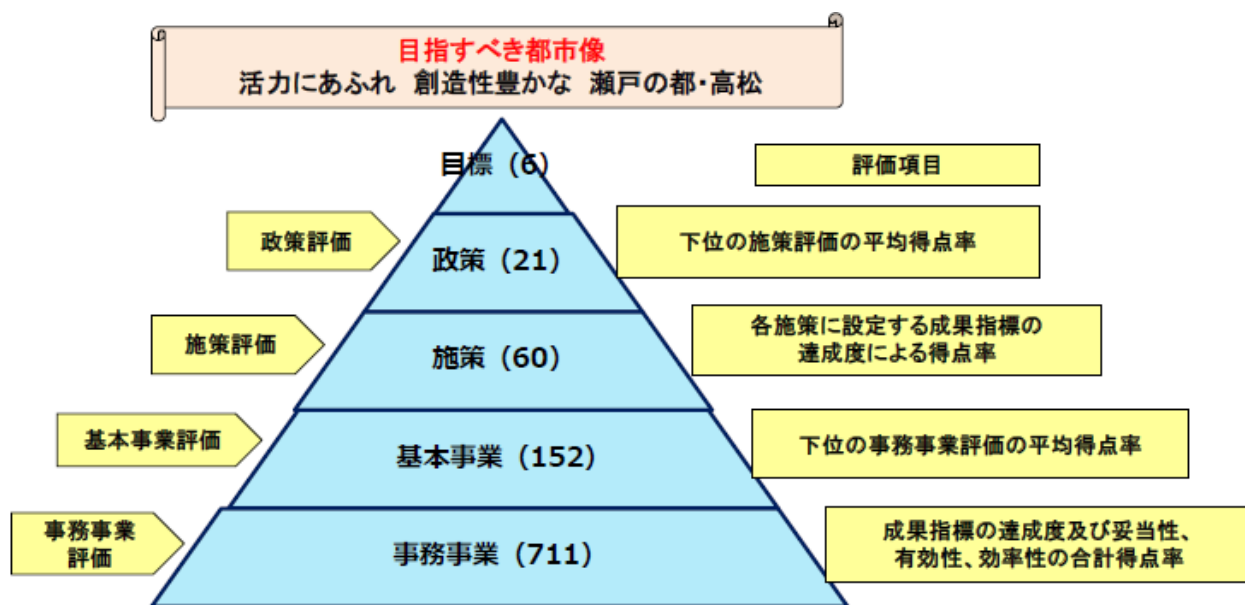 目指すべき都市像
活力にあふれ 創造性豊かな 瀬戸の都・高松
目標（6）
評価項目
政策評価
政策（21）
下位の施策評価の平均得点率
施策評価
施策（60）
各施策に設定する成果指標の
達成度による得点率
基本事業評価
基本事業（152）
下位の事務事業評価の平均得点率
事務事業
評価
事務事業（711）
成果指標の達成度及び妥当性、
有効性、効率性の合計得点率